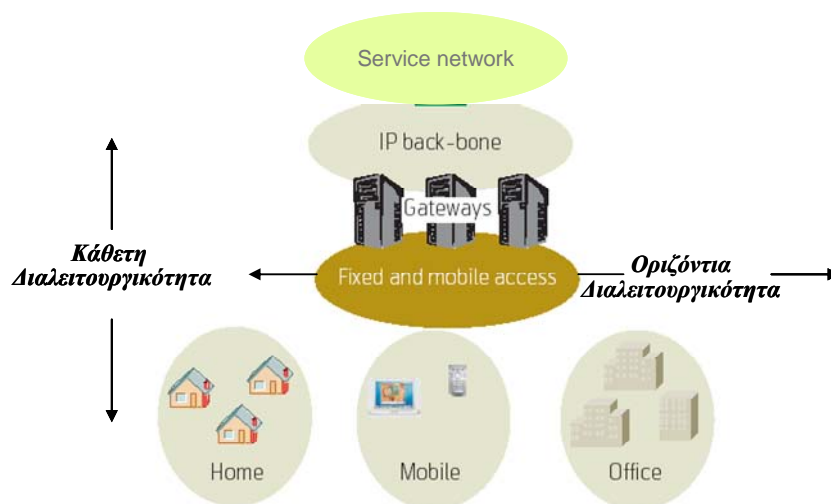 Service network
IP back-bone
Gateways
Κάθετη
Διαλειτουργικότητα
Fixed and mobile access
Οριζόντια
Διαλειτουργικότητα
Home
Mobile
Office